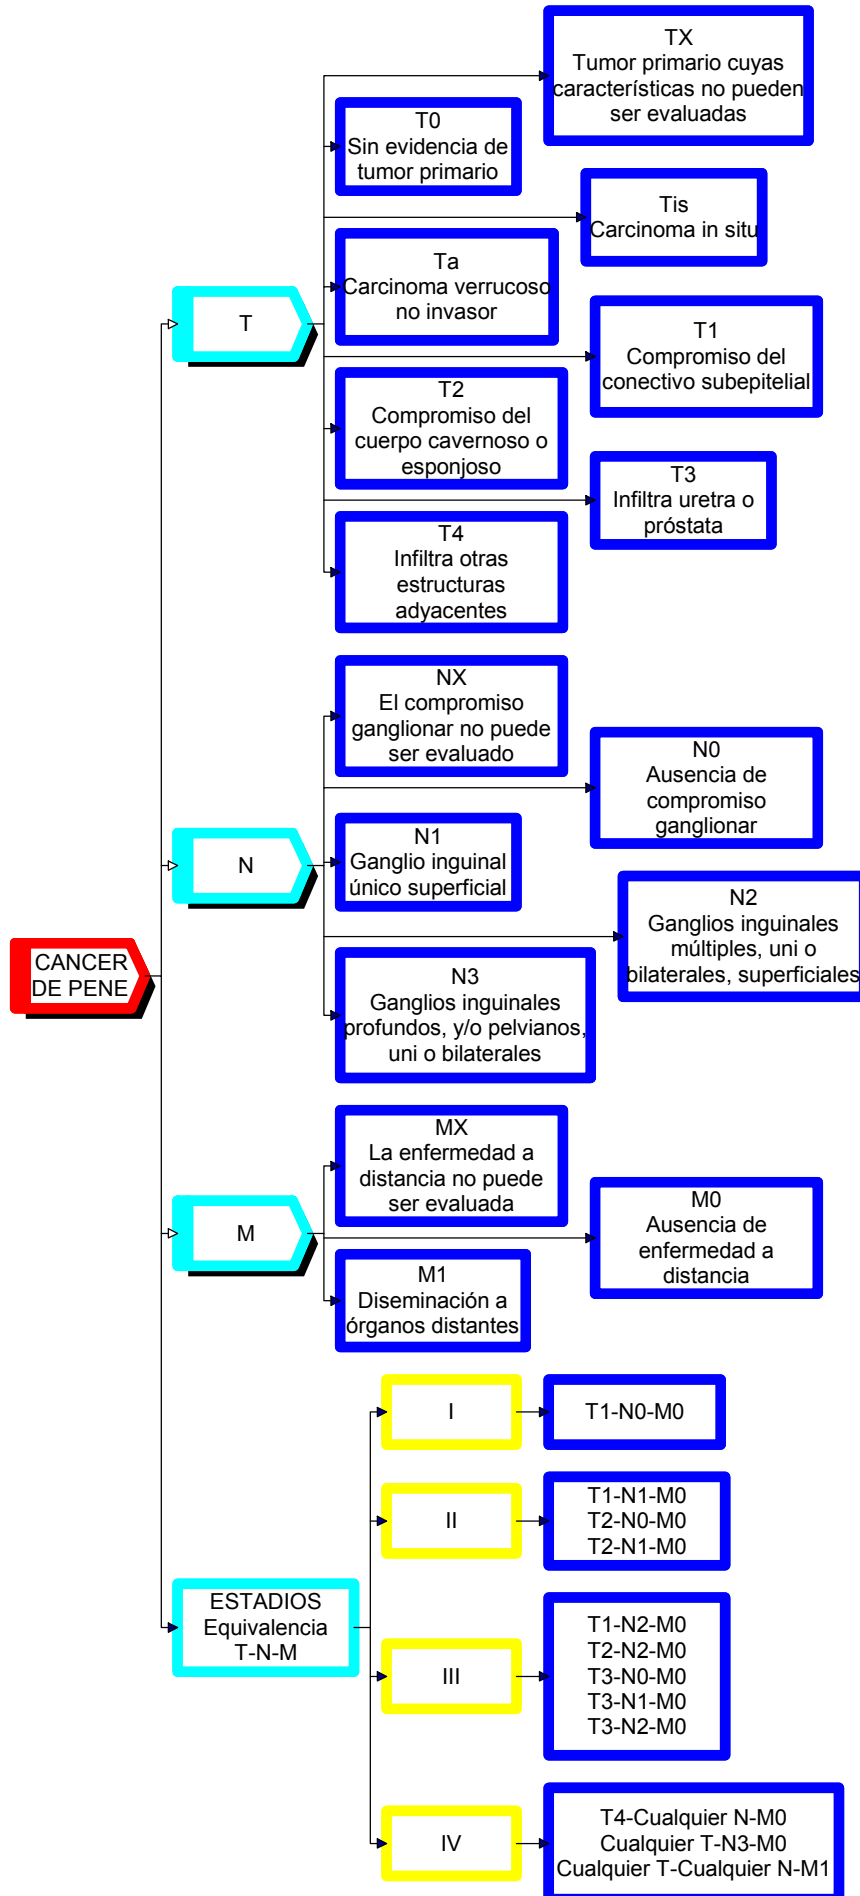 TX
Tumor primario cuyas
características no pueden
ser evaluadas
T0
Sin evidencia de
tumor primario
Tis
Carcinoma in situ
Ta
Carcinoma verrucoso
no invasor
T
T1
Compromiso del
conectivo subepitelial
T2
Compromiso del
cuerpo cavernoso o
esponjoso
T3
Infiltra uretra o
próstata
T4
Infiltra otras
estructuras
adyacentes
NX
El compromiso
ganglionar no puede
ser evaluado
N0
Ausencia de
compromiso
ganglionar
N
N1
Ganglio inguinal
único superficial
N2
Ganglios inguinales
múltiples, uni o
bilaterales, superficiales
CANCER
DE PENE
N3
Ganglios inguinales
profundos, y/o pelvianos,
uni o bilaterales
MX
La enfermedad a
distancia no puede
ser evaluada
M
M0
Ausencia de
enfermedad a
distancia
M1
Diseminación a
órganos distantes
I
T1-N0-M0
II
T1-N1-M0
T2-N0-M0
T2-N1-M0
ESTADIOS
Equivalencia
T-N-M
III
T1-N2-M0
T2-N2-M0
T3-N0-M0
T3-N1-M0
T3-N2-M0
IV
T4-Cualquier N-M0
Cualquier T-N3-M0
Cualquier T-Cualquier N-M1